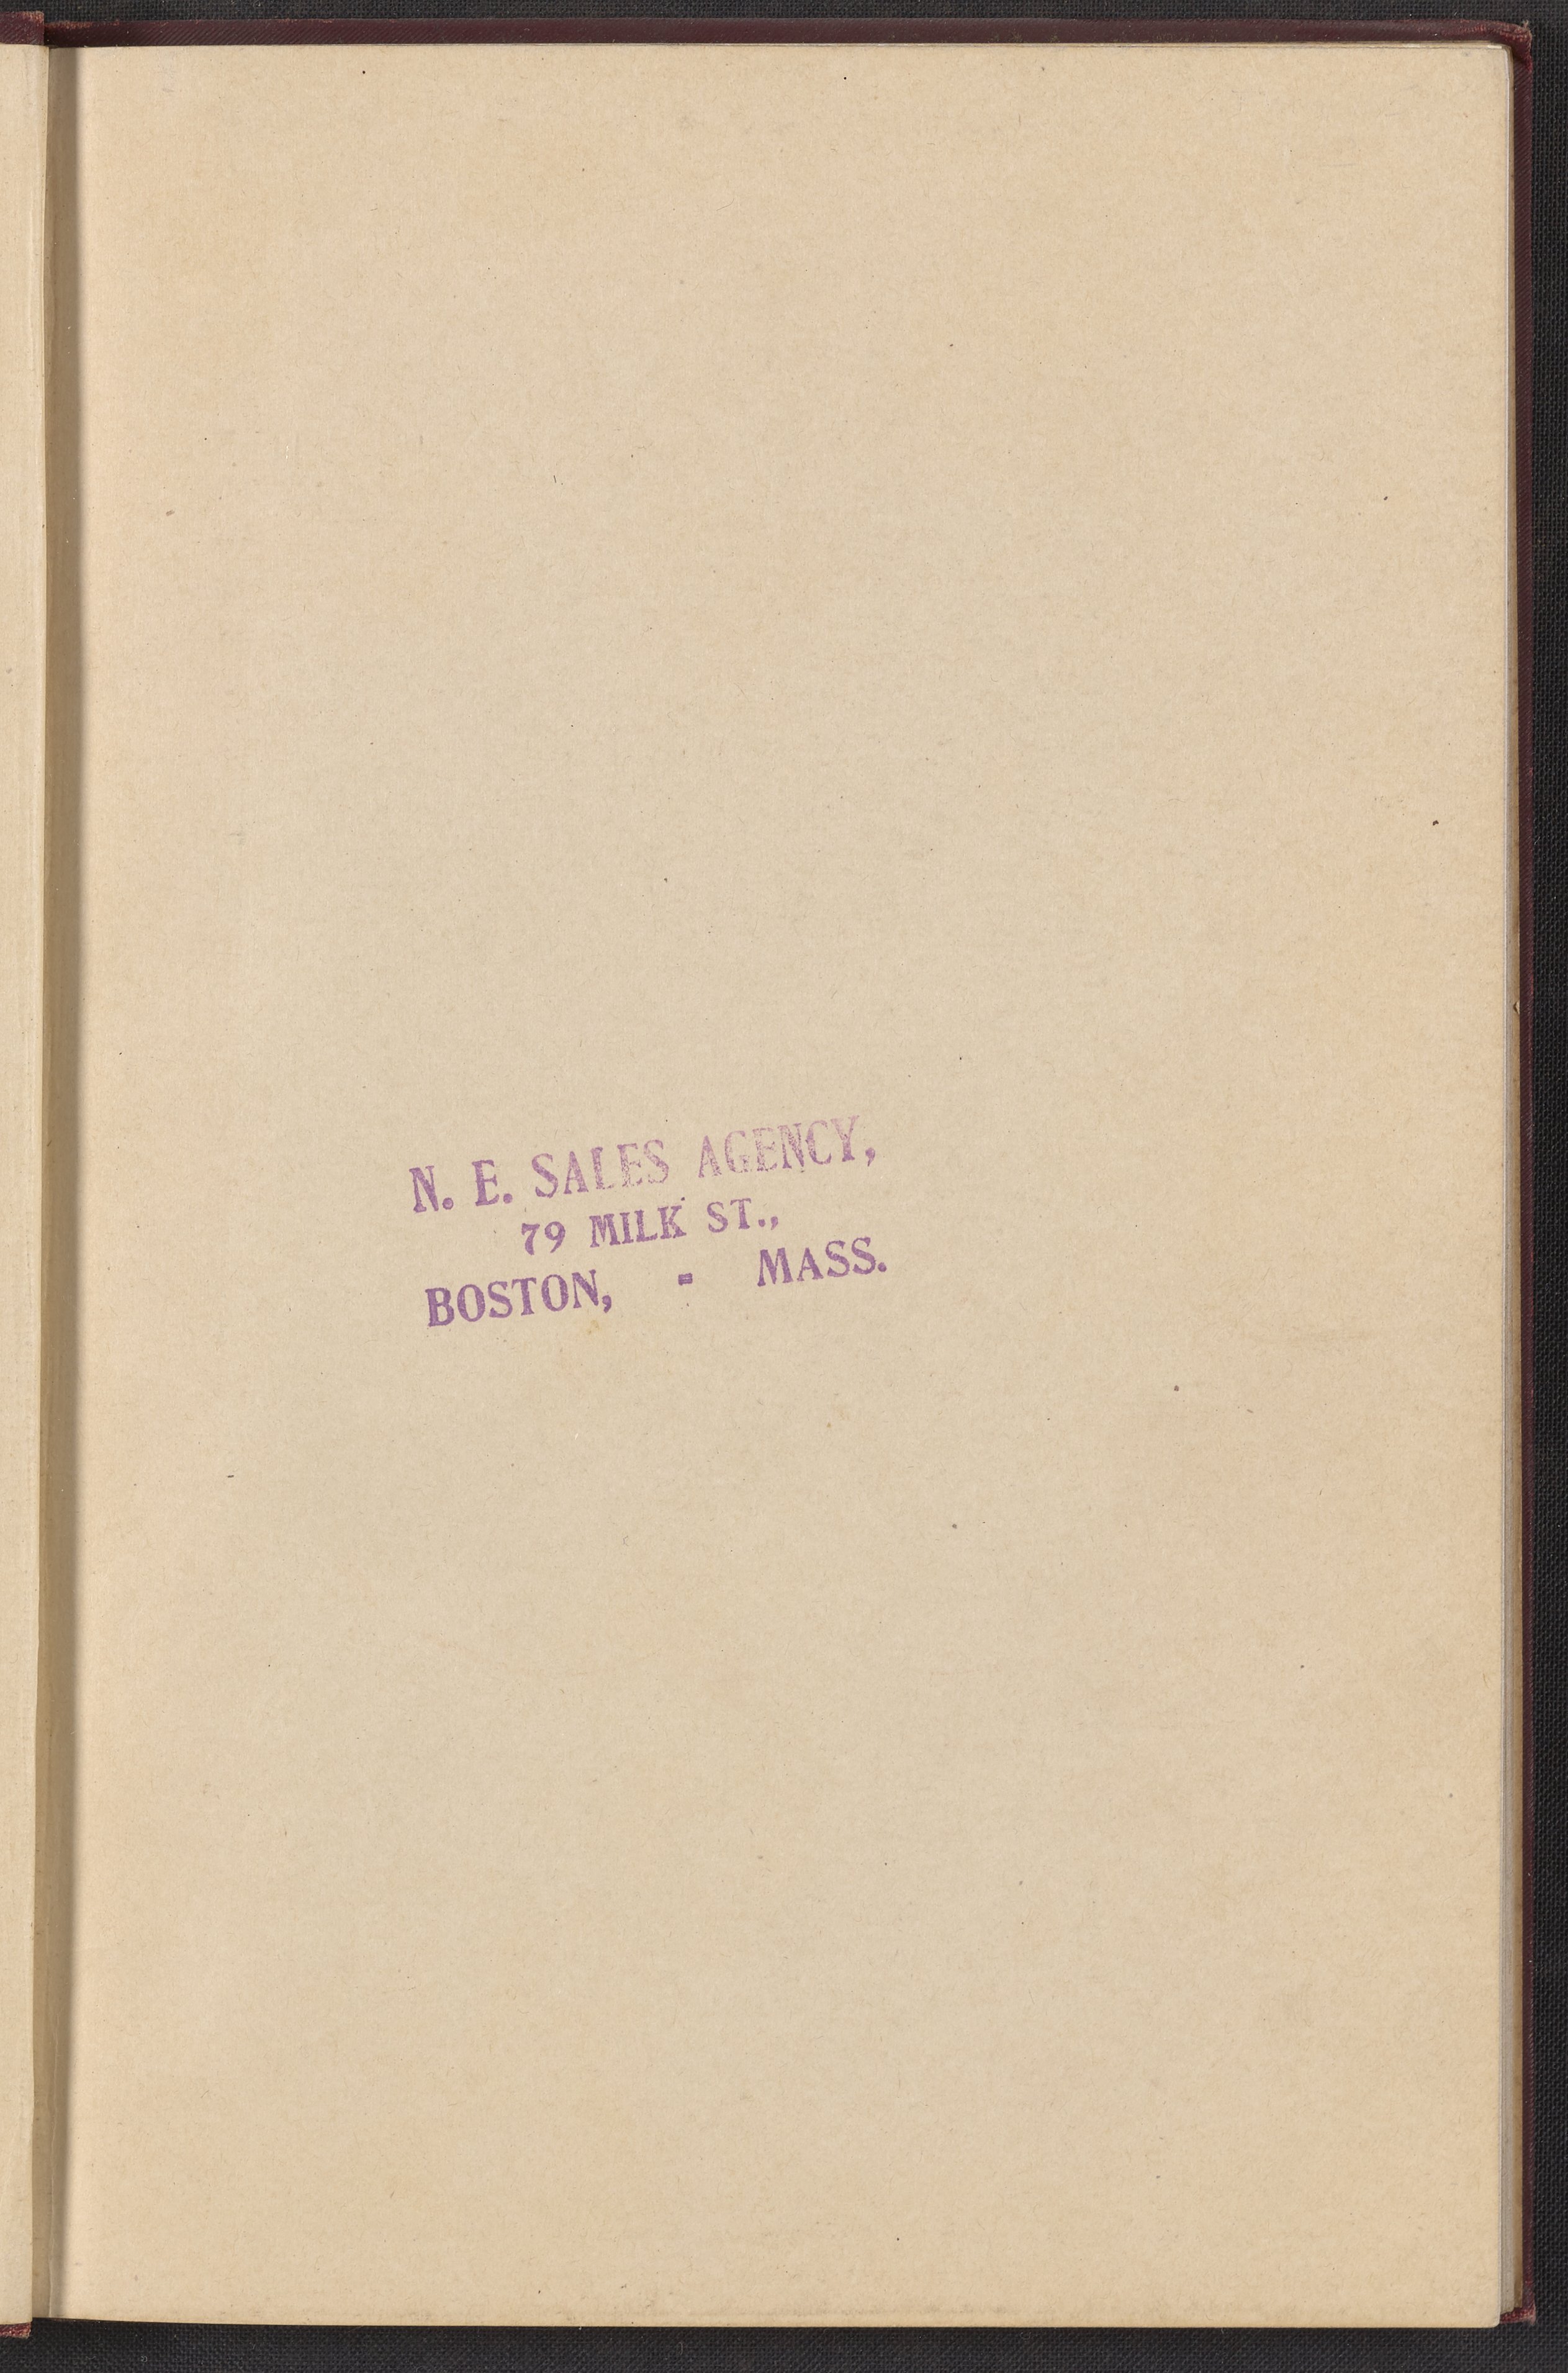 N. E. SALES AGENCY,
79 MILK ST.,
BOSTON, - MASS.